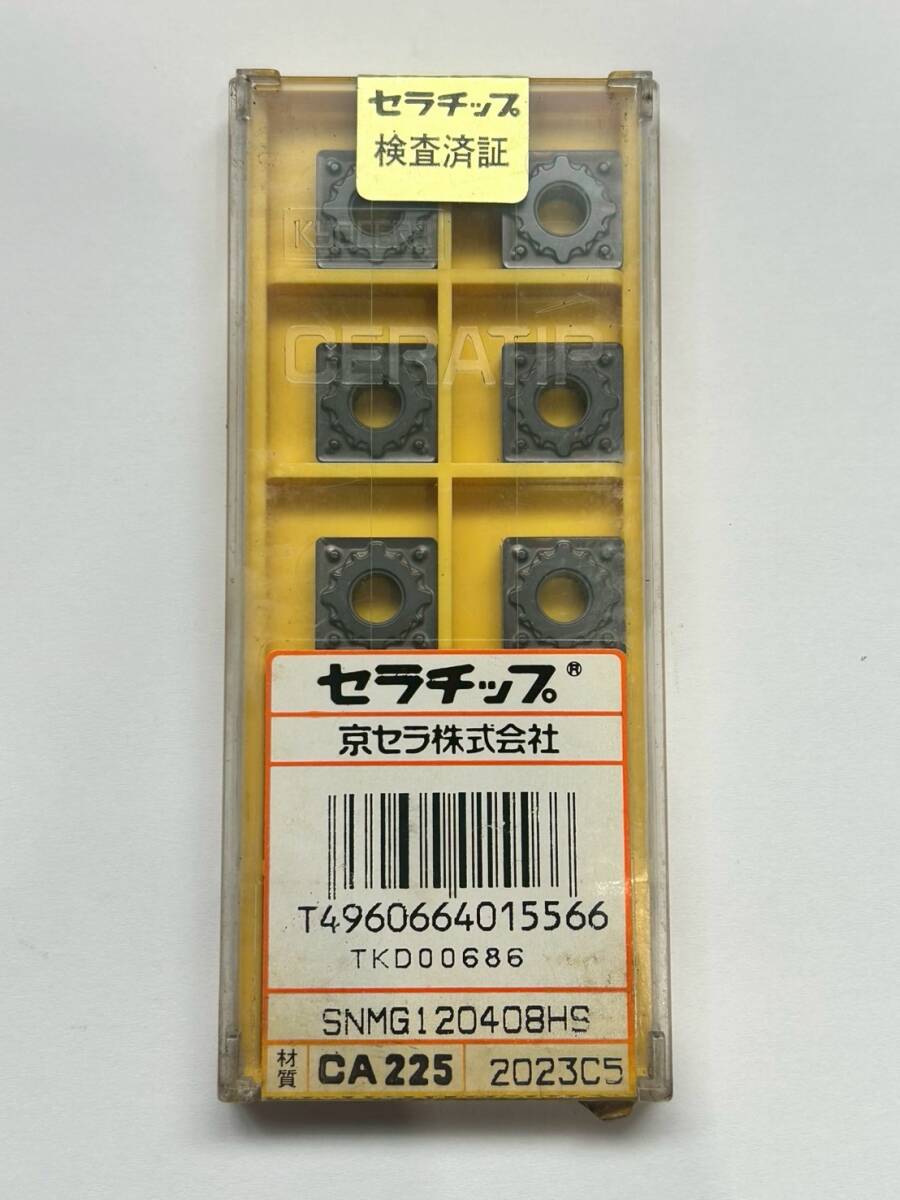 セラチップ
検査済証
KYOCERA
CERATIP
セラチップ®
京セラ株式会社
T4960664015566
TKD00686
SNMG120408HS
材質 CA225 2023C5